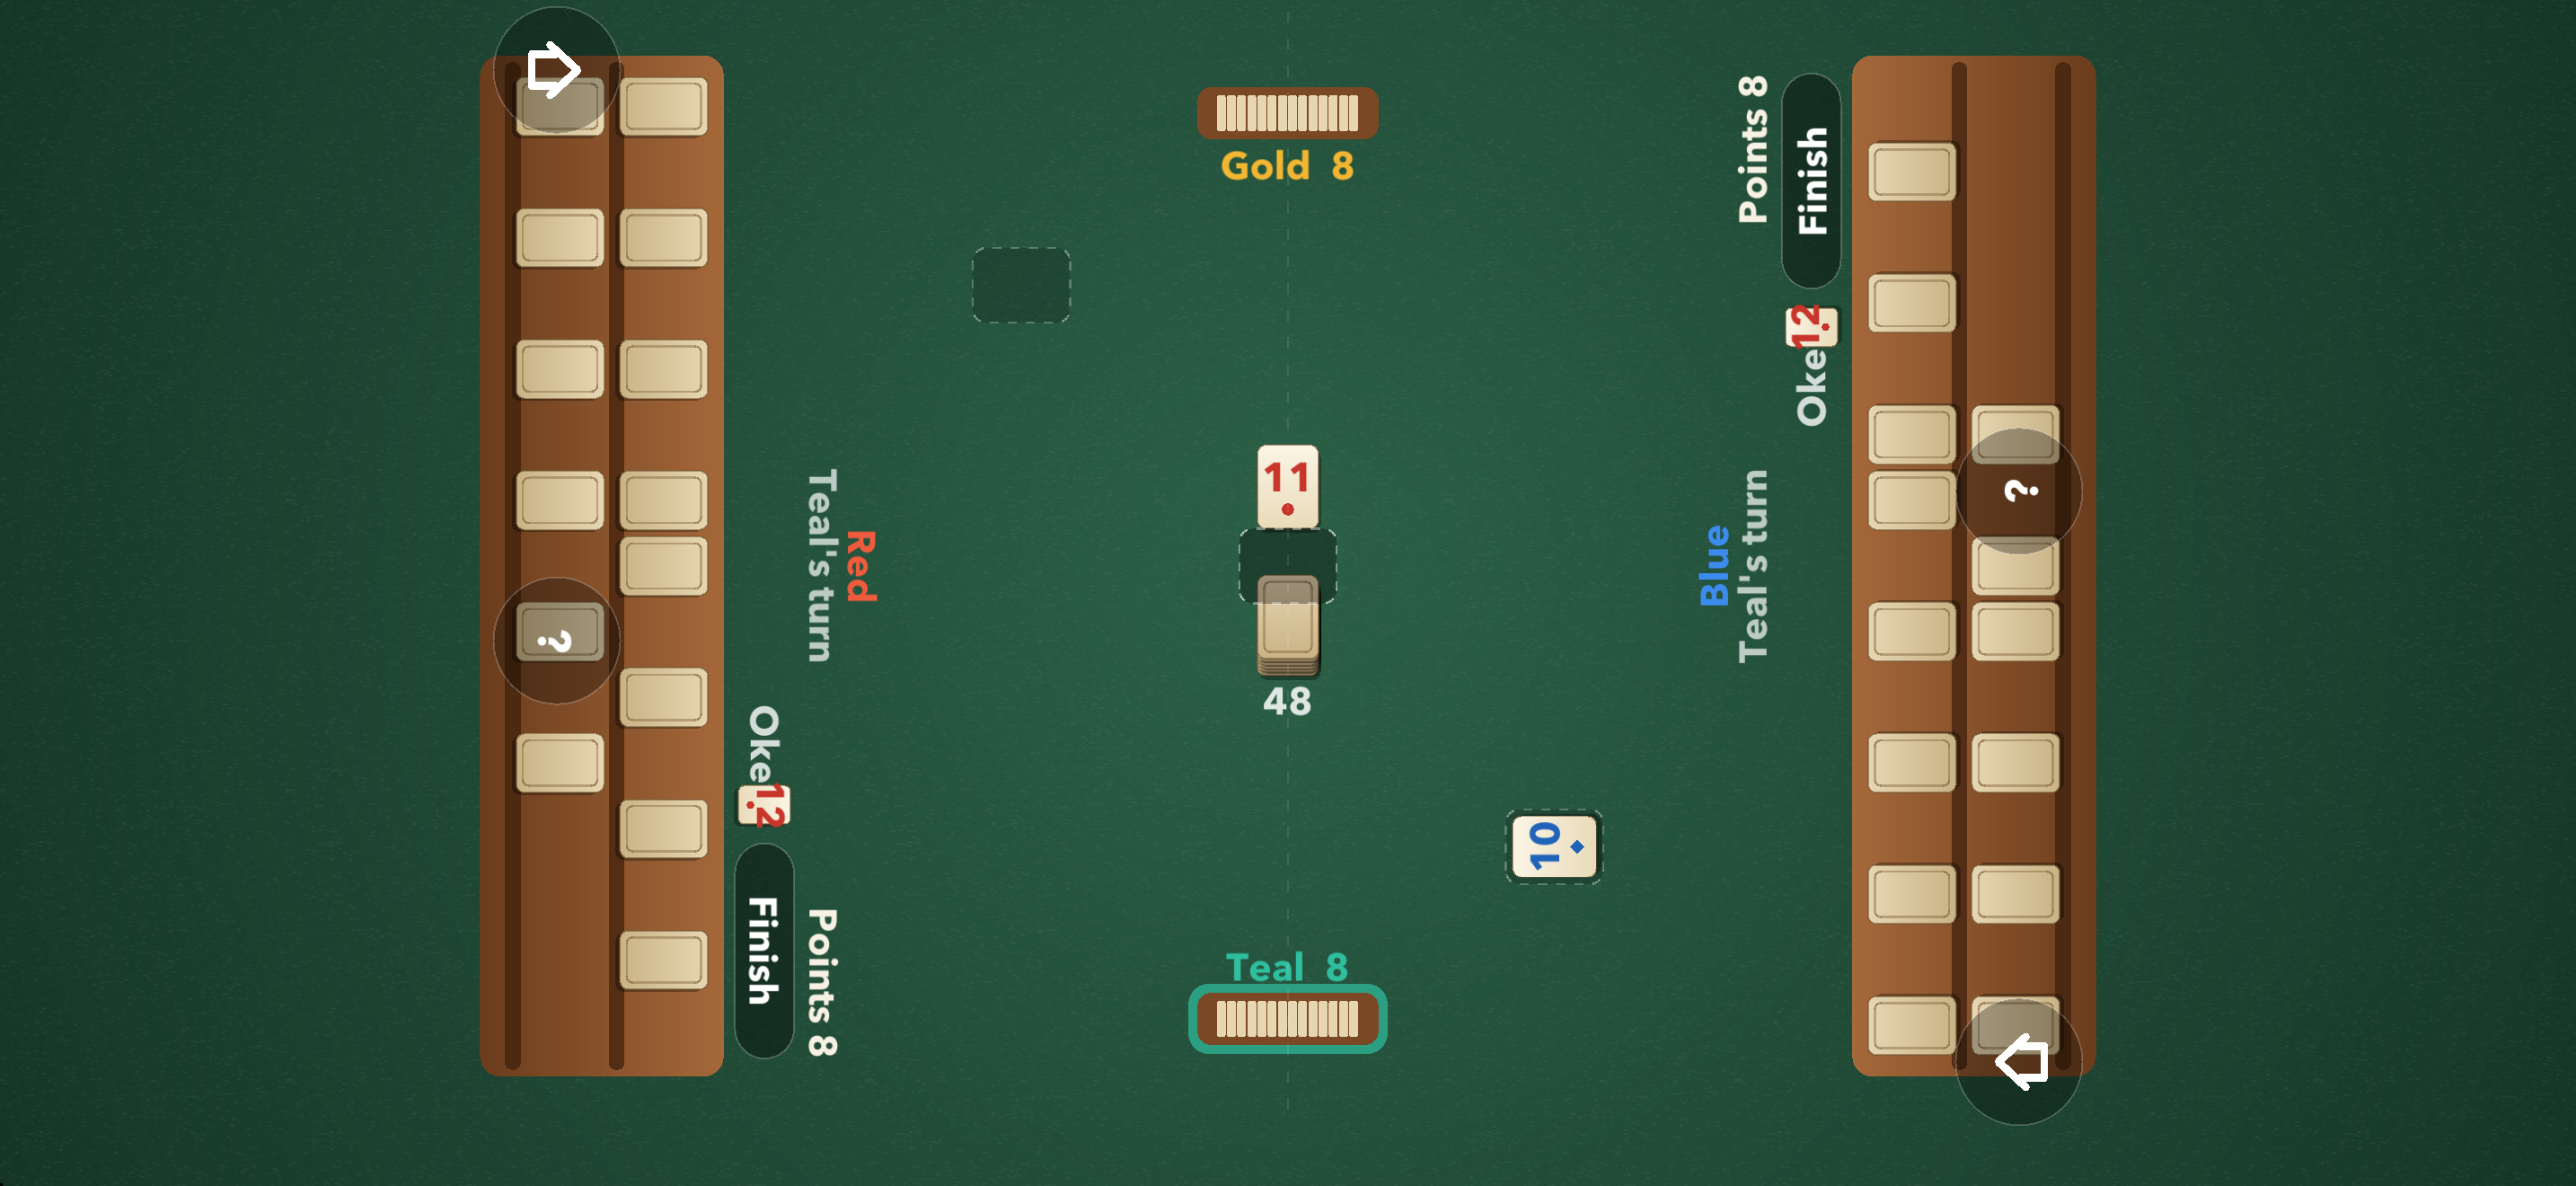 Gold 8
11
48
10
Teal 8
Red
Teal's turn
Oke 12
Finish
Points 8
?
Blue
Teal's turn
Oke 12
Finish
Points 8
?